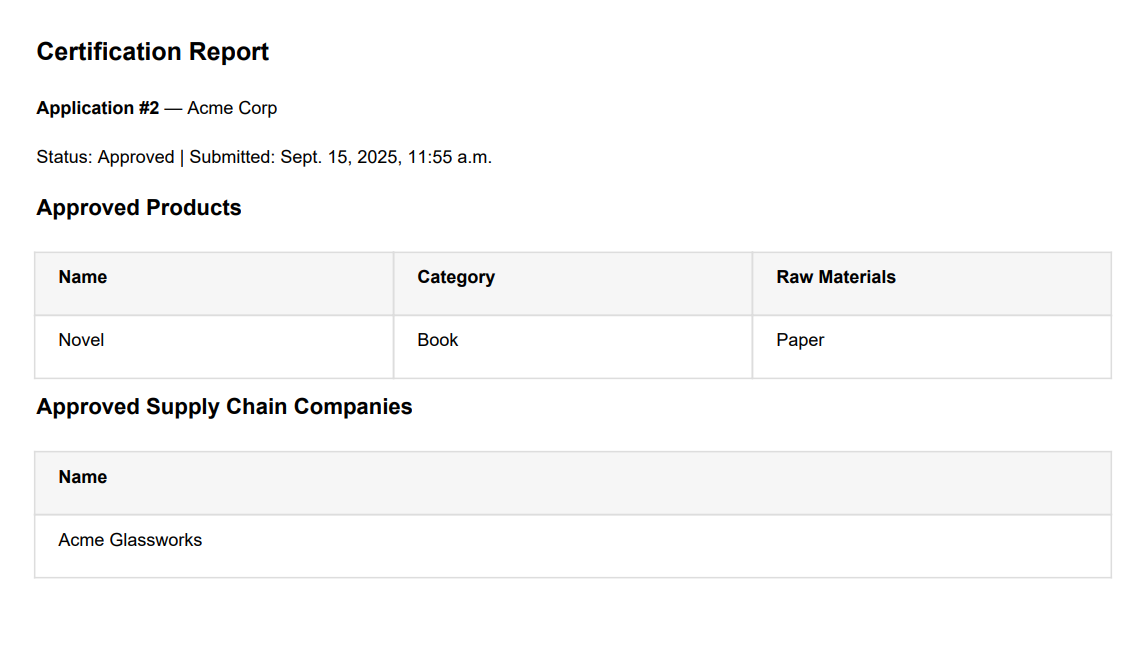 Certification Report
Application #2 — Acme Corp
Status: Approved | Submitted: Sept. 15, 2025, 11:55 a.m.
Approved Products
Name Category Raw Materials
Novel Book Paper
Approved Supply Chain Companies
Name
Acme Glassworks